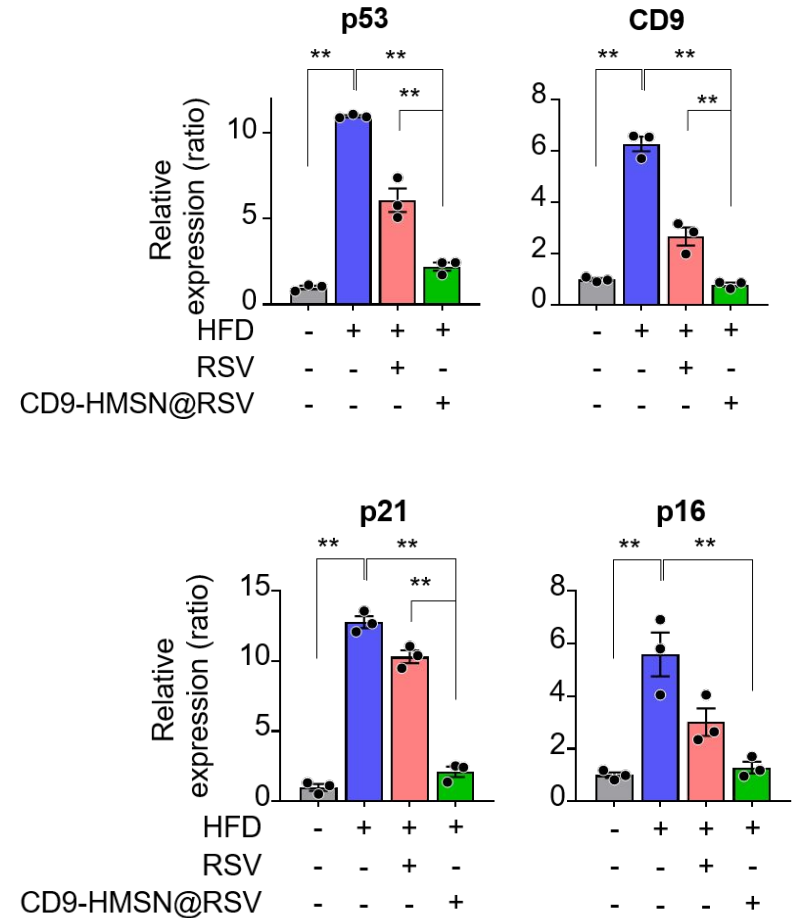 p53
** **
**
Relative
expression (ratio)
10
5
0
HFD - + + +
RSV - - + -
CD9-HMSN@RSV - - - +
CD9
** **
**
8
6
4
2
0
- + + +
- - + -
- - - +
p21
** **
**
Relative
expression (ratio)
15
10
5
0
HFD - + + +
RSV - - + -
CD9-HMSN@RSV - - - +
p16
** **
8
6
4
2
0
- + + +
- - + -
- - - +